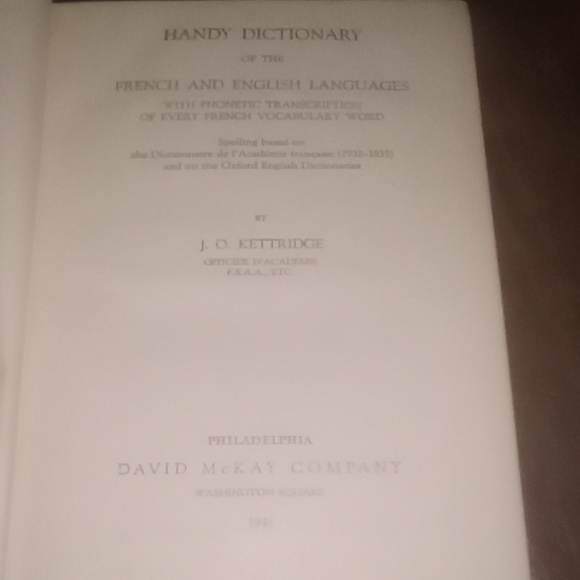 HANDY DICTIONARY
OF THE
FRENCH AND ENGLISH LANGUAGES
WITH PHONETIC TRANSCRIPTION
OF EVERY FRENCH VOCABULARY WORD
Spelling based on
the Dictionnaire de l'Académie française (1932-1935)
and on the Oxford English Dictionaries
BY
J. O. KETTRIDGE
OFFICIER D'ACADÉMIE
F.S.A.A., ETC.
PHILADELPHIA
DAVID McKAY COMPANY
WASHINGTON SQUARE